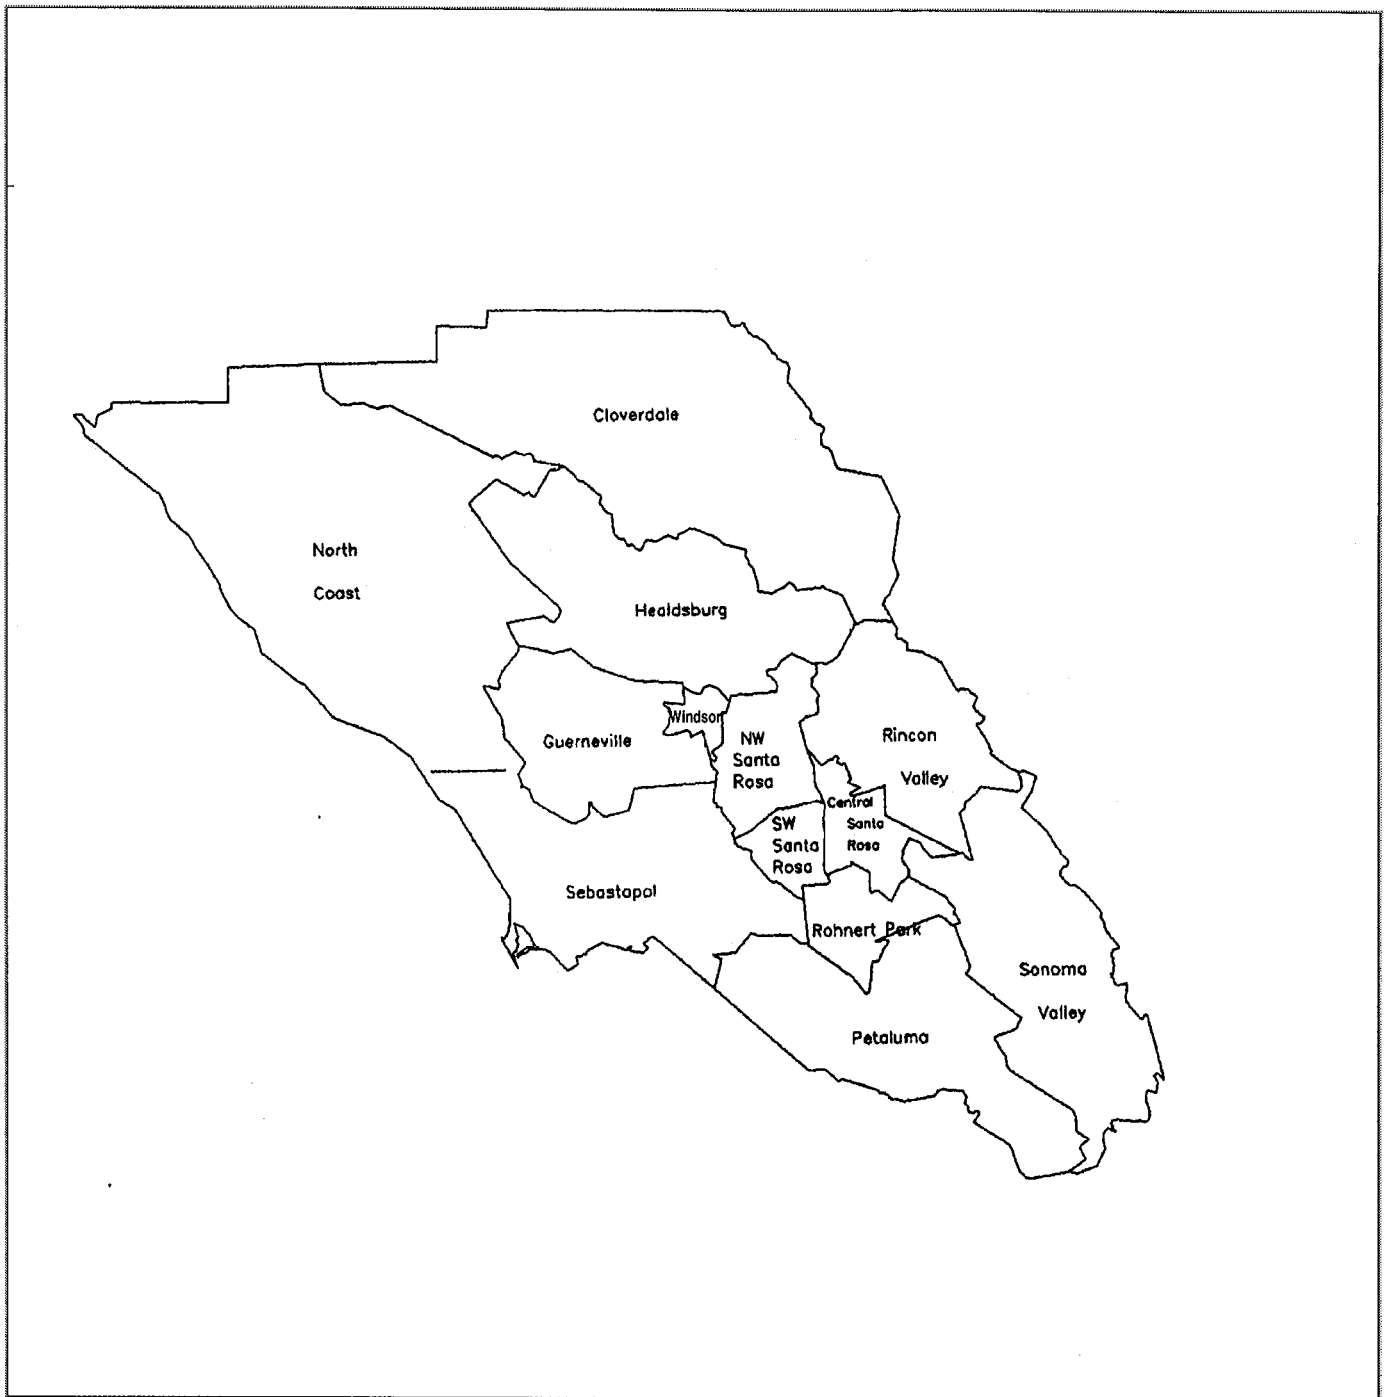 Cloverdale
North
Coast
Healdsburg
Windsor
Guerneville
NW
Santa
Rosa
Rincon
Valley
Central
Santa
Rosa
SW
Santa
Rosa
Sebastopol
Rohnert Park
Sonoma
Valley
Petaluma